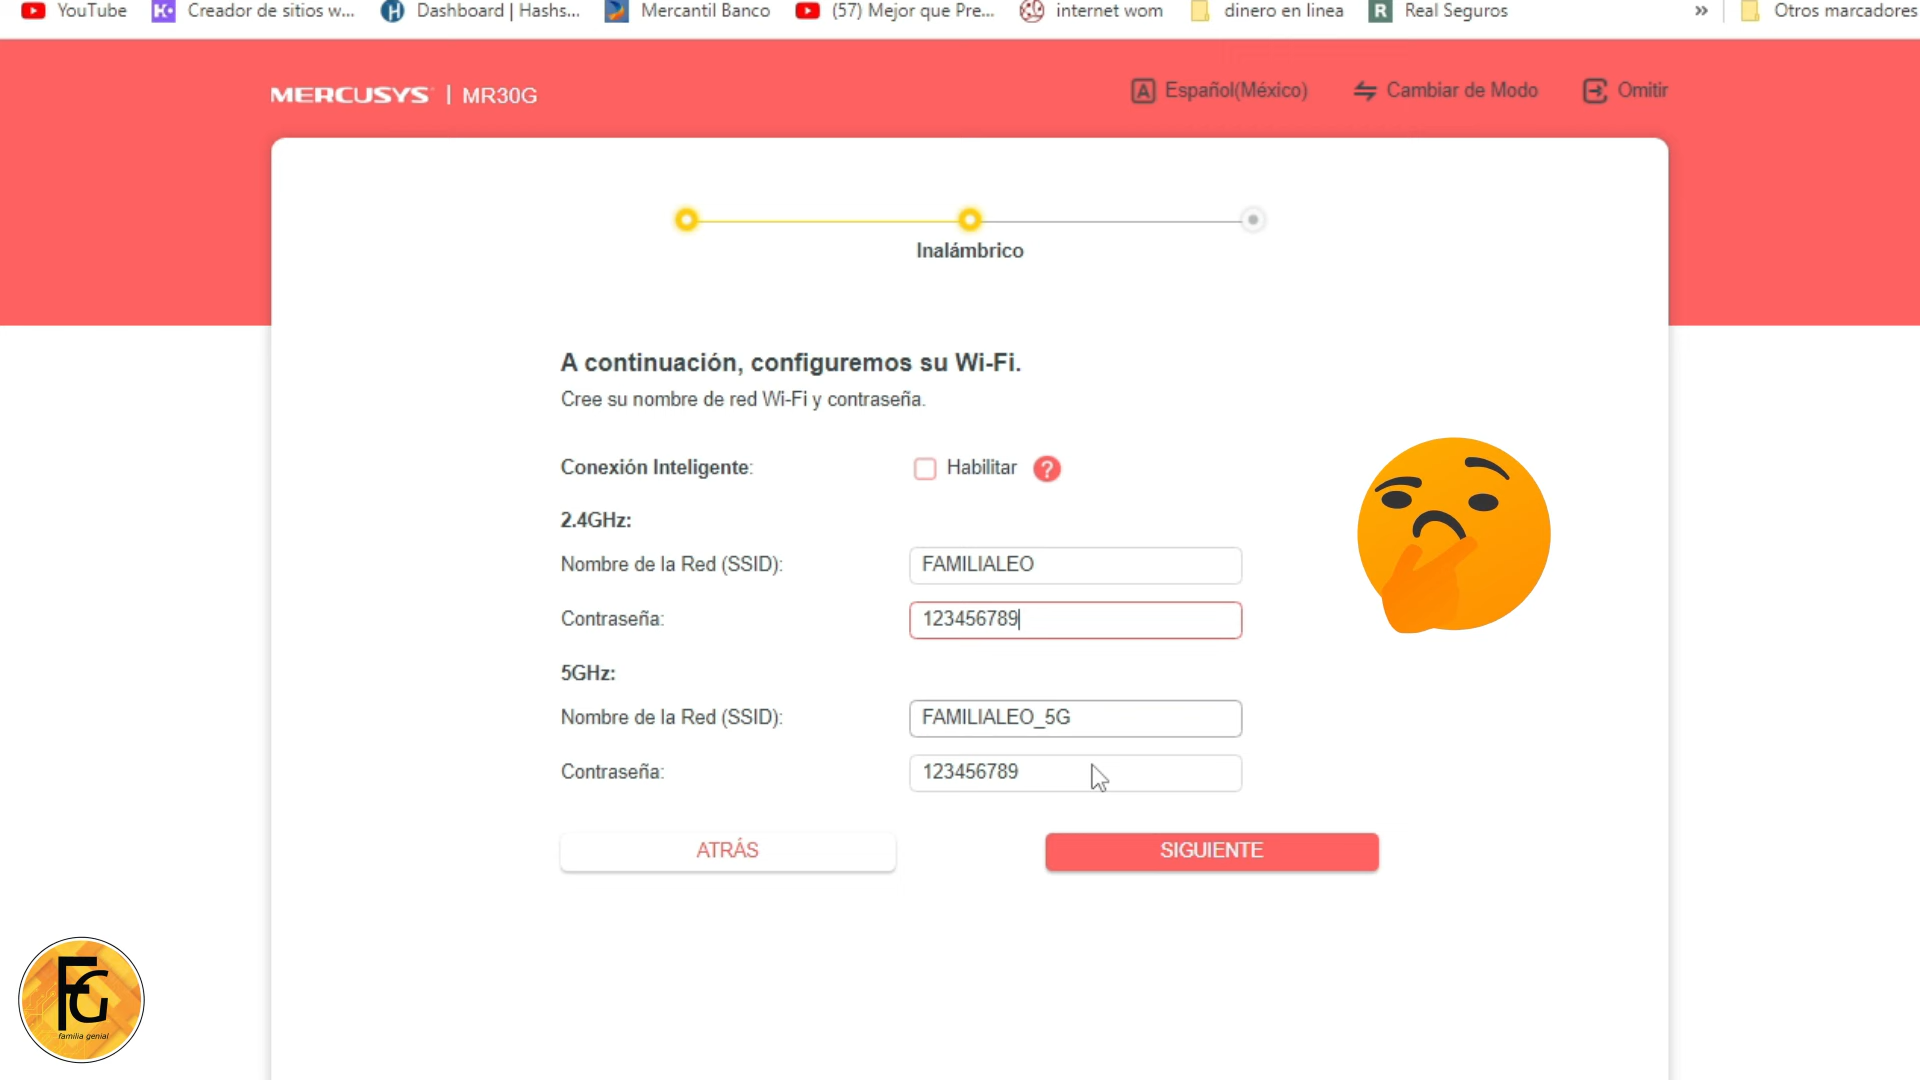 YouTube Creador de sitios w... Dashboard | Hashs... Mercantil Banco (57) Mejor que Pre... internet wom dinero en linea Real Seguros » Otros marcadores
MERCUSYS | MR30G Español(México) Cambiar de Modo Omitir
Inalámbrico
A continuación, configuremos su Wi-Fi.
Cree su nombre de red Wi-Fi y contraseña.
Conexión Inteligente: Habilitar ?
2.4GHz:
Nombre de la Red (SSID): FAMILIALEO
Contraseña: 123456789
5GHz:
Nombre de la Red (SSID): FAMILIALEO_5G
Contraseña: 123456789
ATRÁS SIGUIENTE
FG
familia genial